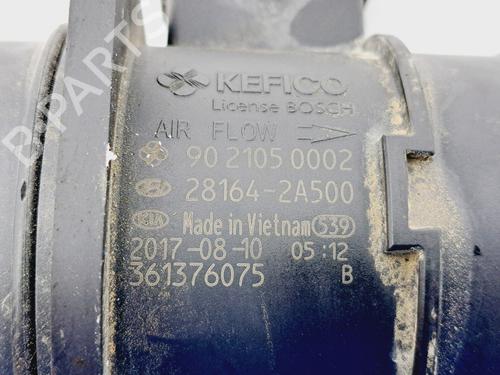 B-PARTS
KEFICO
License BOSCH
AIR FLOW
90 2105 0002
28164-2A500
KIA Made in Vietnam S39
2017-08-10 05:12
361376075 B